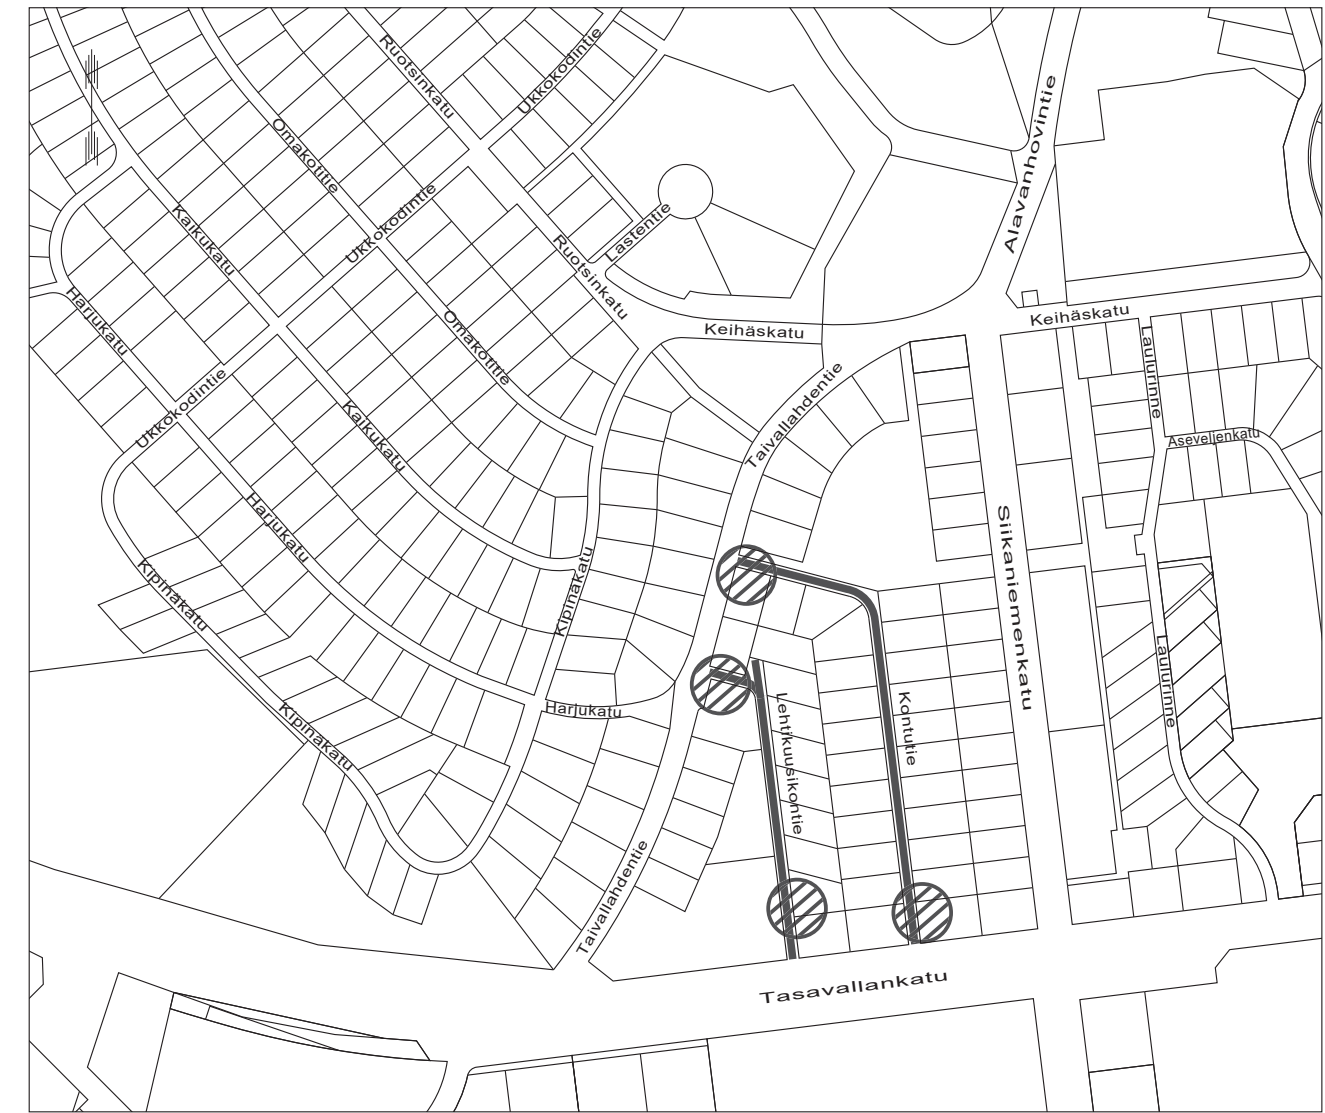 Ruotsinkatu
Ukkokodintie
Alavanhovintie
Omakotitie
Ukkokodintie
Kaikukatu
Lastentie
Ruotsinkatu
Harjukatu
Keihäskatu
Keihäskatu
Omakotitie
Laulurinne
Taivallahdentie
Ukkokodintie
Kaikukatu
Aseveljenkatu
Harjukatu
Siikaniemenkatu
Kipinäkatu
Kipinäkatu
Laulurinne
Harjukatu
Kipinäkatu
Lehtikuusikontie
Kontutie
Taivallahdentie
Tasavallankatu